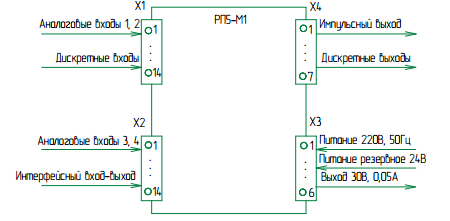 X1 РП5-М1 X4
Аналоговые входы 1, 2 1 1 Импульсный выход
Дискретные входы 14 7 Дискретные выходы
X2 X3
Аналоговые входы 3, 4 1 1 Питание 220В, 50Гц
Питание резервное 24В
Интерфейсный вход-выход 14 6 Выход 30В, 0,05А